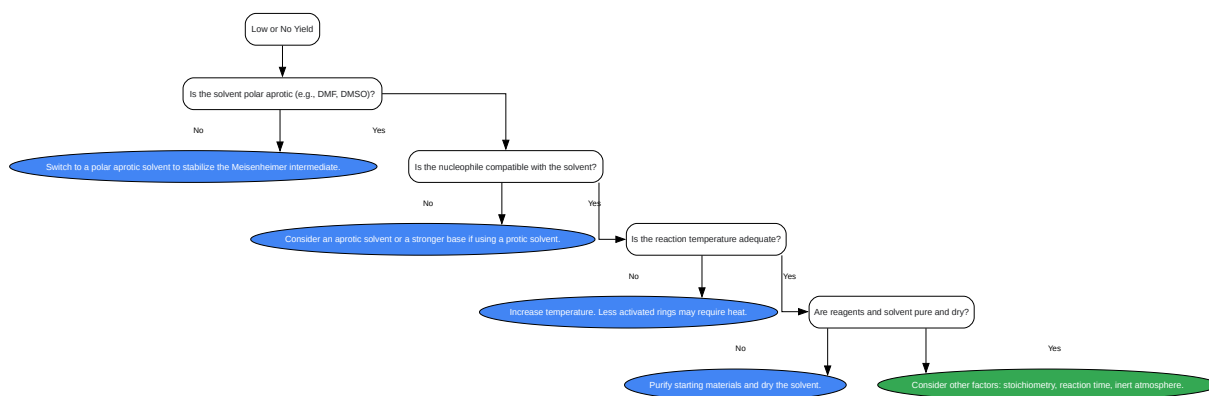 Low or No Yield
Is the solvent polar aprotic (e.g., DMF, DMSO)?
No
Yes
Switch to a polar aprotic solvent to stabilize the Meisenheimer intermediate.
Is the nucleophile compatible with the solvent?
No
Yes
Consider an aprotic solvent or a stronger base if using a protic solvent.
Is the reaction temperature adequate?
No
Yes
Increase temperature. Less activated rings may require heat.
Are reagents and solvent pure and dry?
No
Yes
Purify starting materials and dry the solvent.
Consider other factors: stoichiometry, reaction time, inert atmosphere.